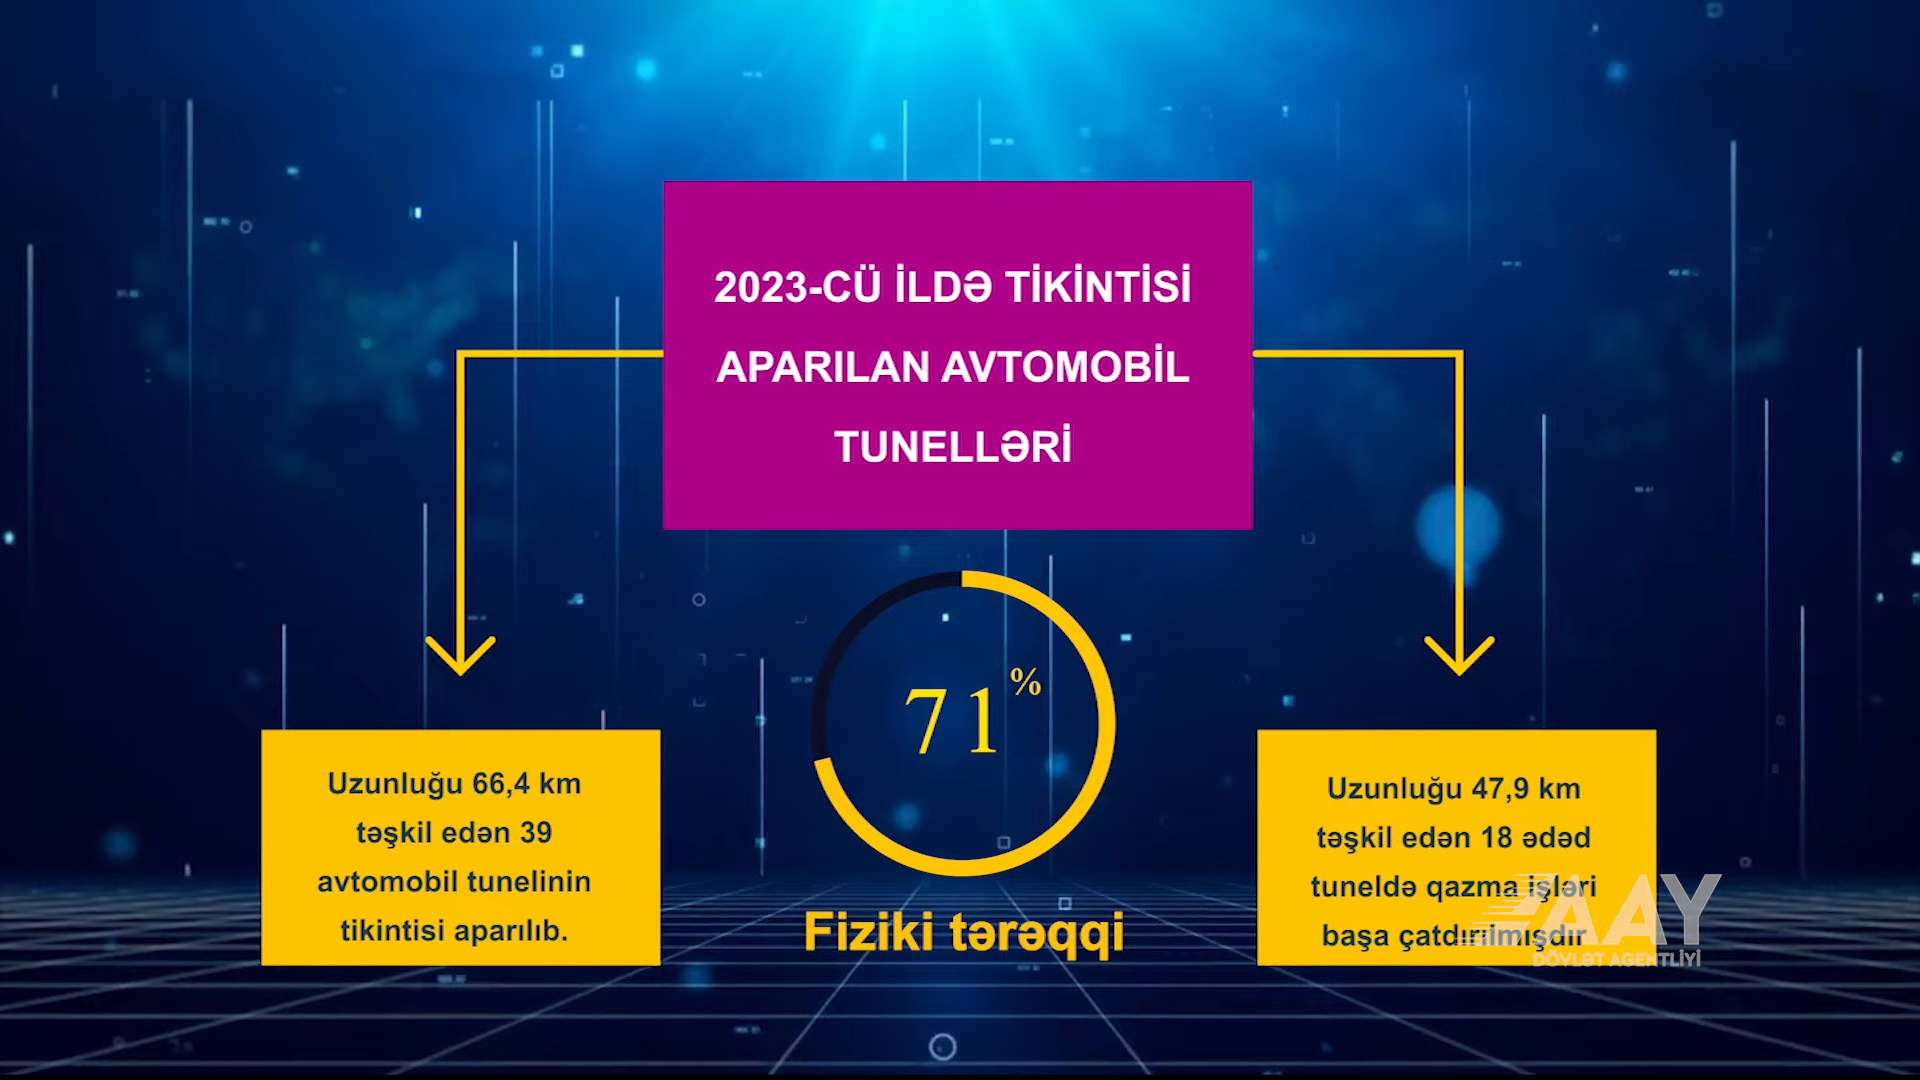 2023-CÜ İLDƏ TİKİNTİSİ
APARILAN AVTOMOBİL
TUNELLƏRİ
71%
Fiziki tərəqqi
Uzunluğu 66,4 km
təşkil edən 39
avtomobil tunelinin
tikintisi aparılıb.
Uzunluğu 47,9 km
təşkil edən 18 ədəd
tuneldə qazma işləri
başa çatdırılmışdır
AAY
DÖVLƏT AGENTLİYİ